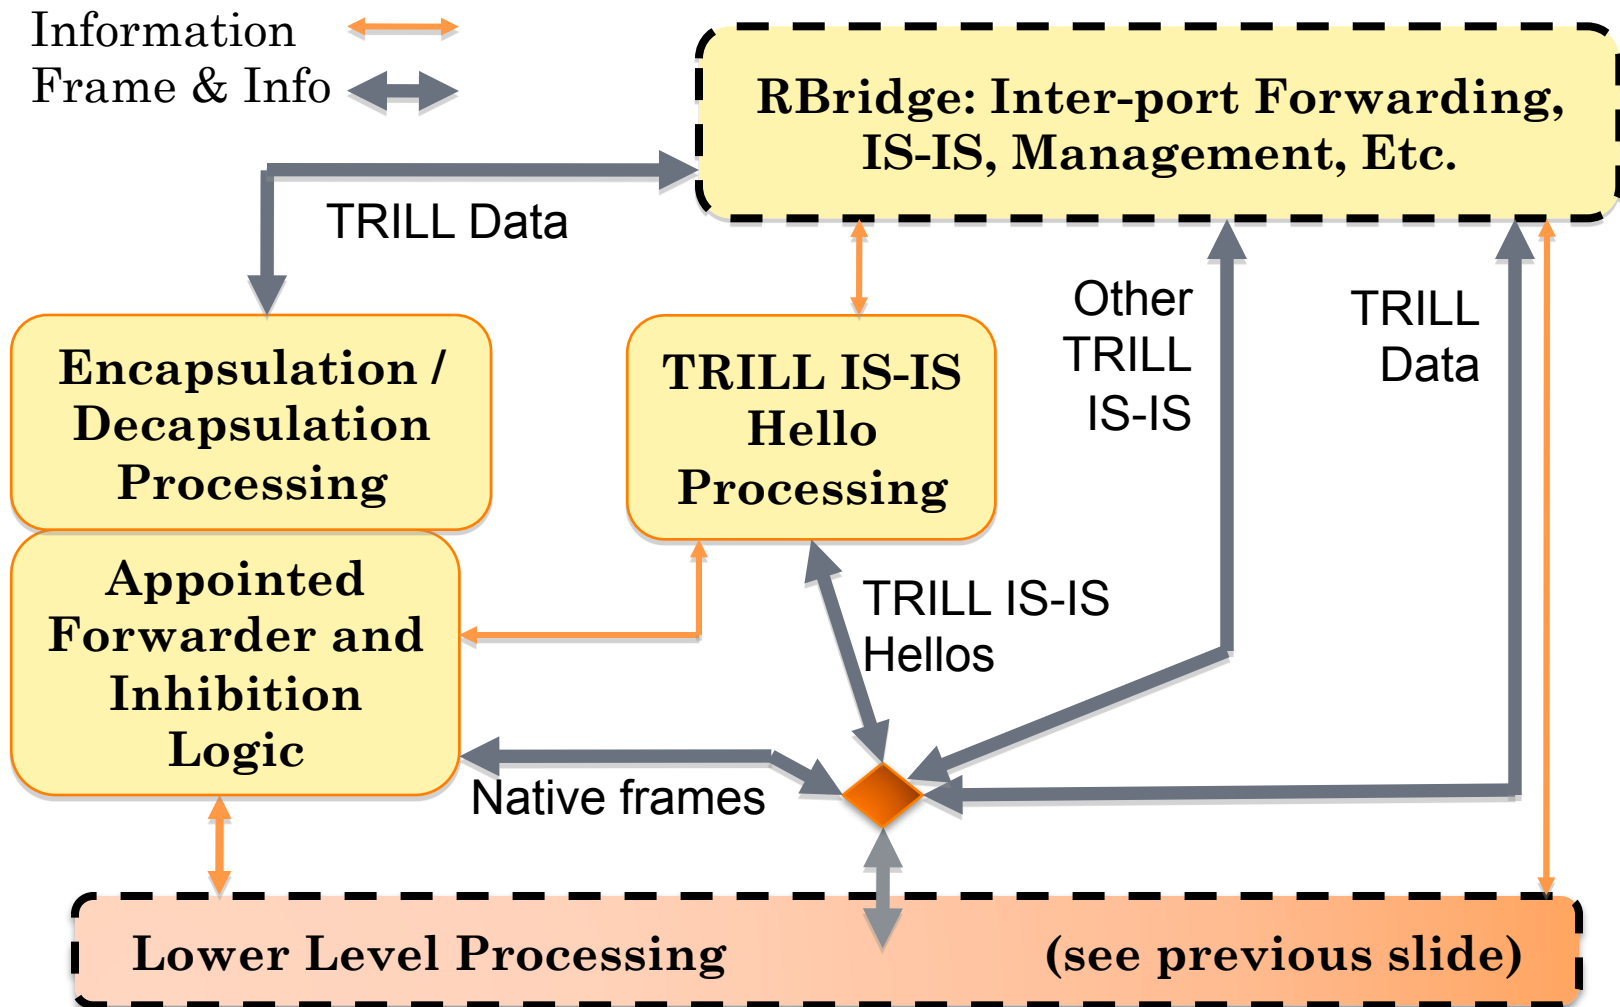 Information
Frame & Info
RBridge: Inter-port Forwarding,
IS-IS, Management, Etc.
TRILL Data
Other
TRILL
IS-IS
TRILL
Data
Encapsulation /
Decapsulation
Processing
TRILL IS-IS
Hello
Processing
Appointed
Forwarder and
Inhibition
Logic
TRILL IS-IS
Hellos
Native frames
Lower Level Processing (see previous slide)